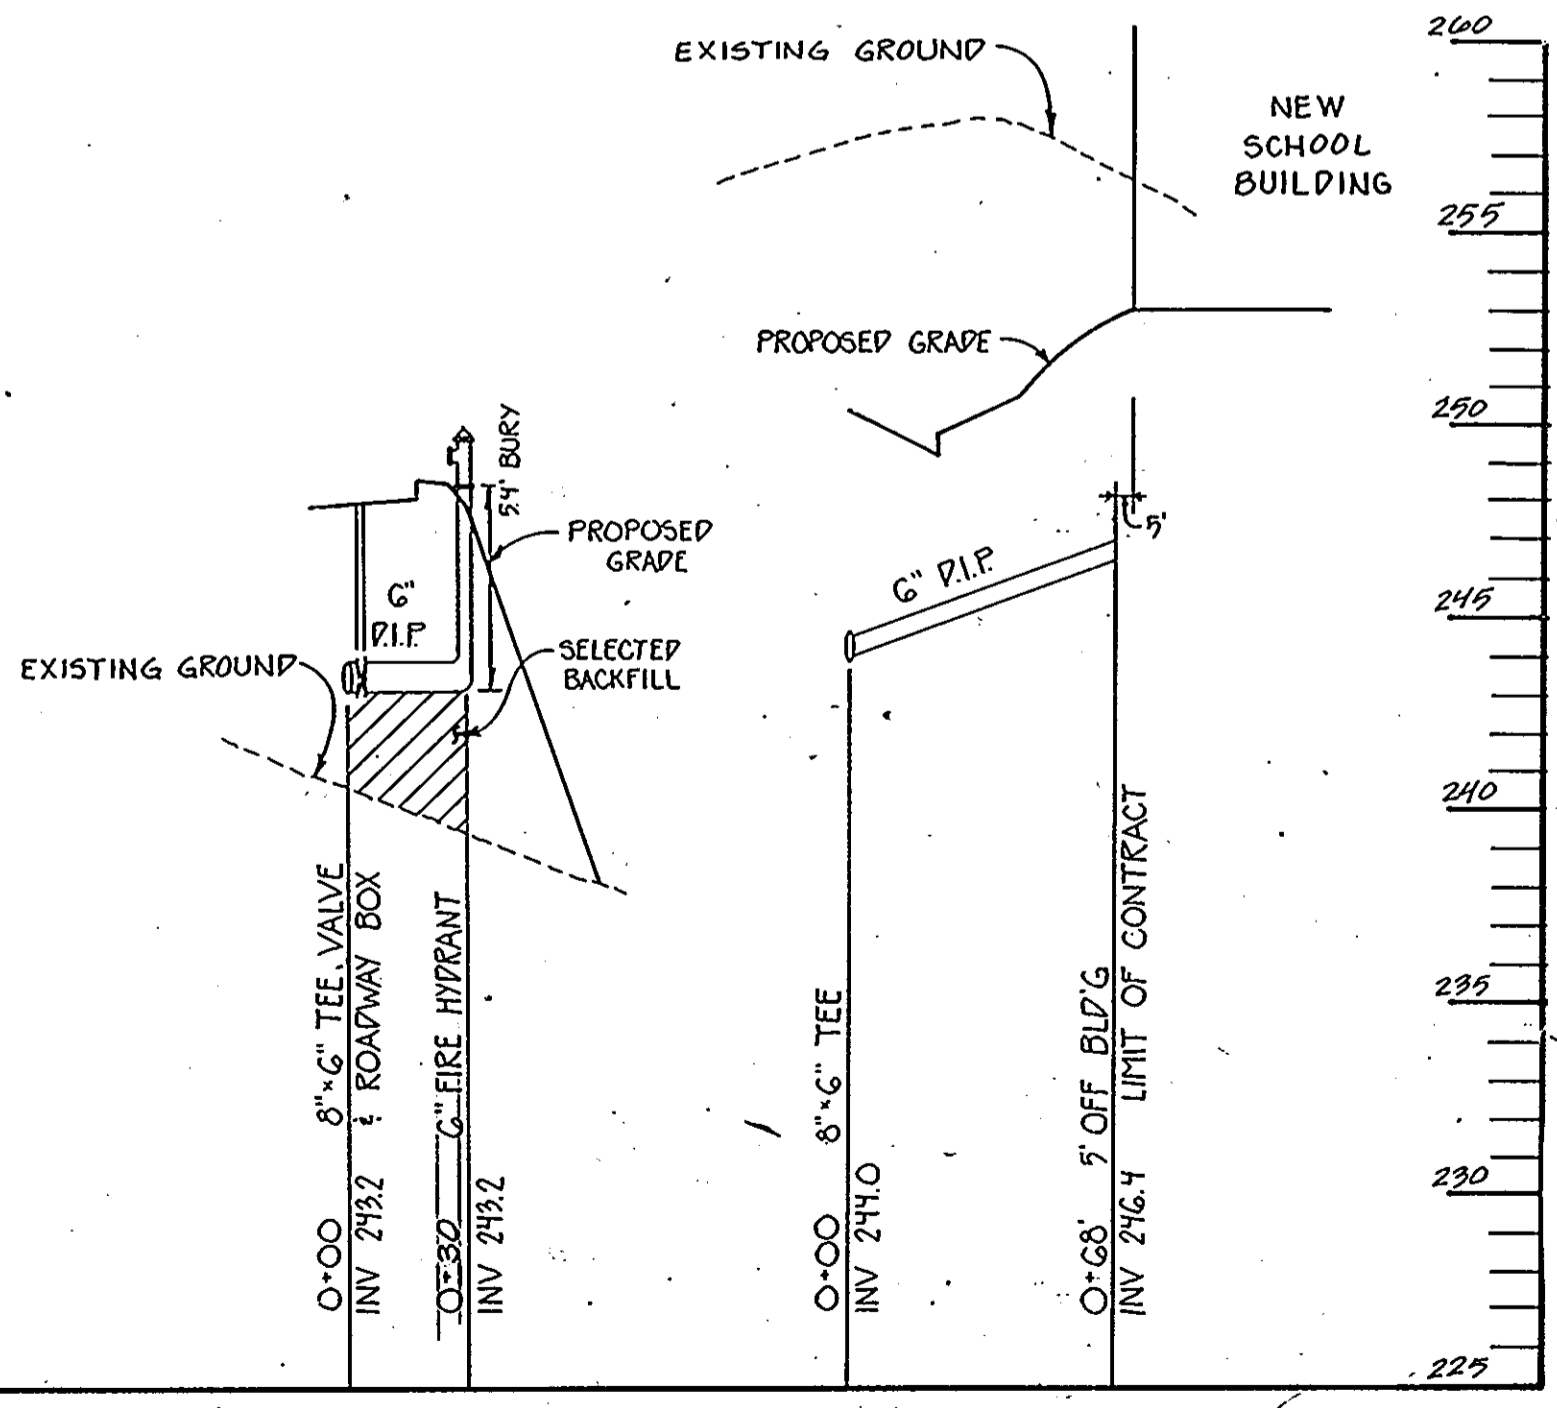 EXISTING GROUND
NEW
SCHOOL
BUILDING
PROPOSED GRADE
5.4' BURY
PROPOSED
GRADE
6"
D.I.P.
SELECTED
BACKFILL
EXISTING GROUND
6" D.I.P.
5'
0+00 8"x6" TEE, VALVE
& ROADWAY BOX
INV 243.2
0+30 6" FIRE HYDRANT
INV 243.2
0+00 8"x6" TEE
INV 244.0
0+68' 5' OFF BLD'G
INV 246.4 LIMIT OF CONTRACT
260
255
250
245
240
235
230
225